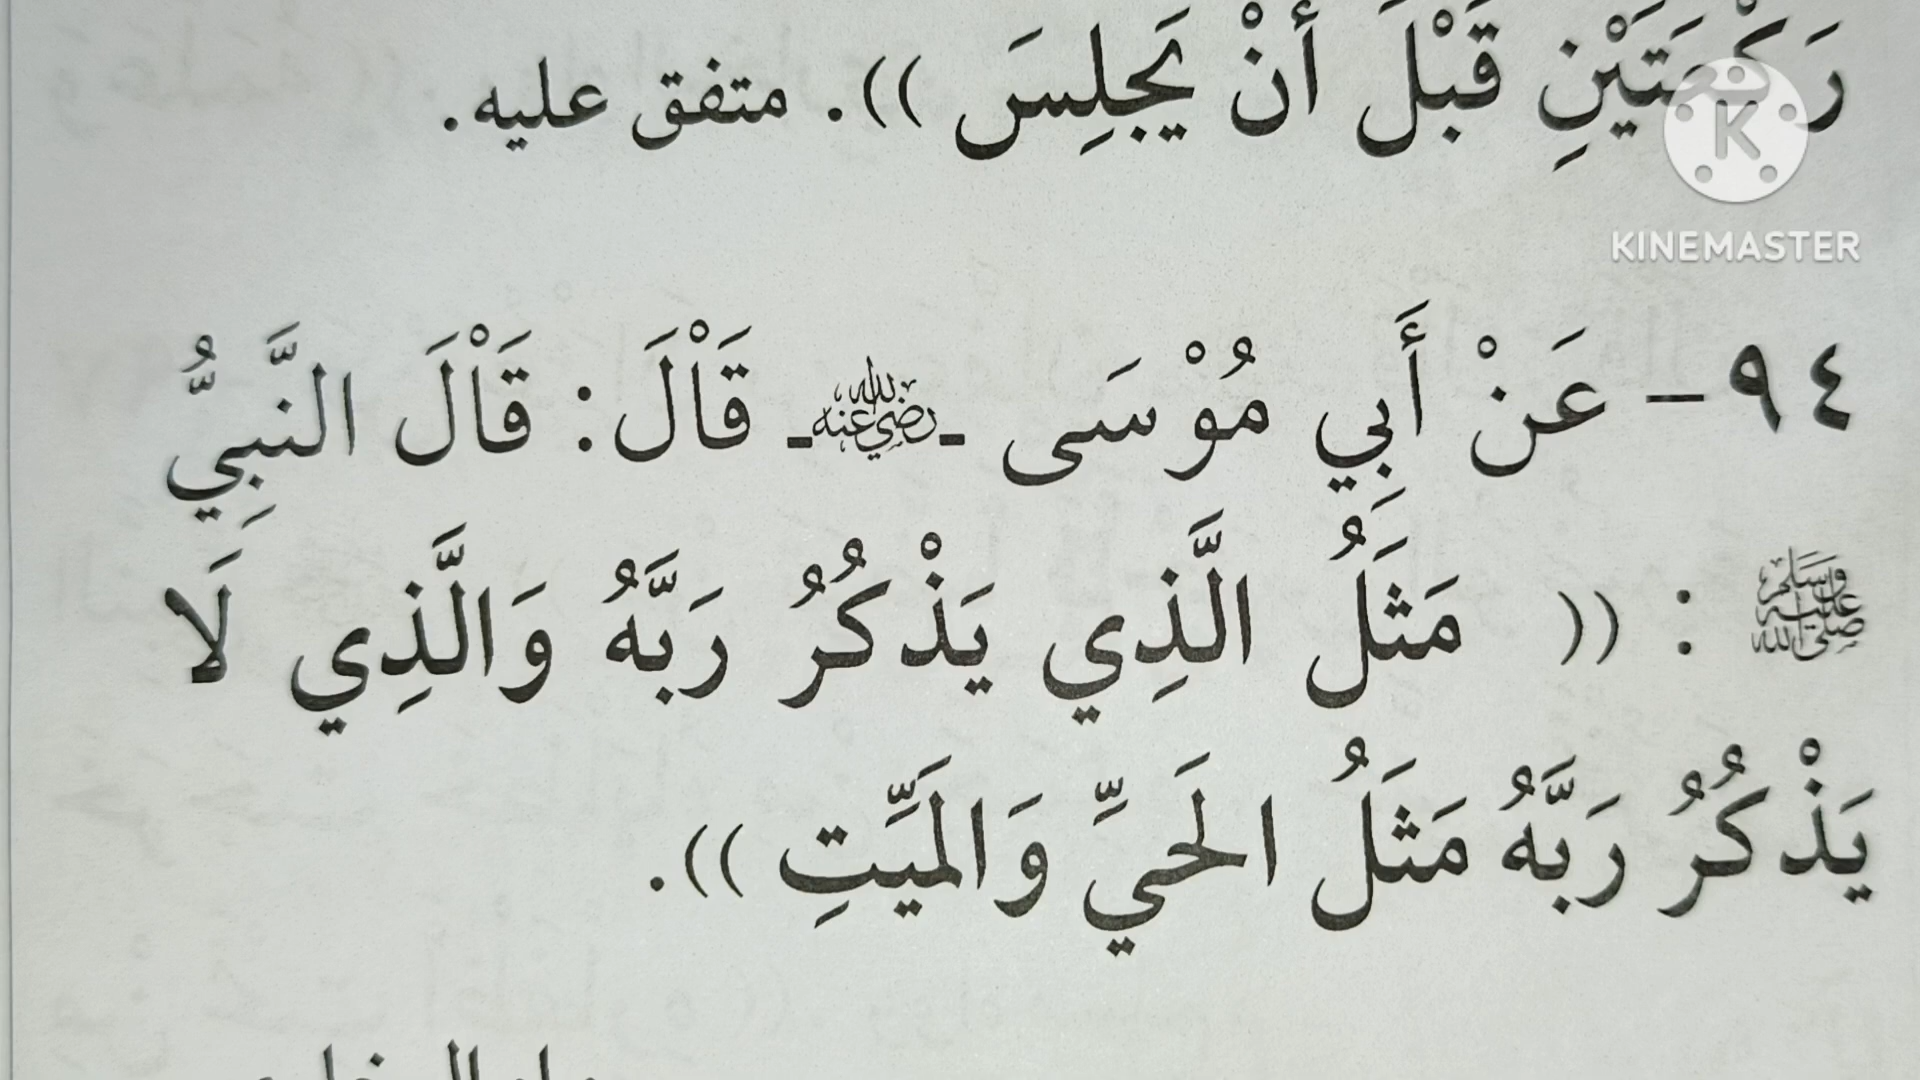 رَكْعَتَيْنِ قَبْلَ أَنْ يَجْلِسَ )). متفق عليه.
KINEMASTER
٩٤- عَنْ أَبِي مُوْسَى -رضي الله عنه- قَاْلَ: قَاْلَ النَّبِيُّ
ﷺ : (( مَثَلُ الَّذِي يَذْكُرُ رَبَّهُ وَالَّذِي لَا
يَذْكُرُ رَبَّهُ مَثَلُ الحَيِّ وَالمَيِّتِ )).